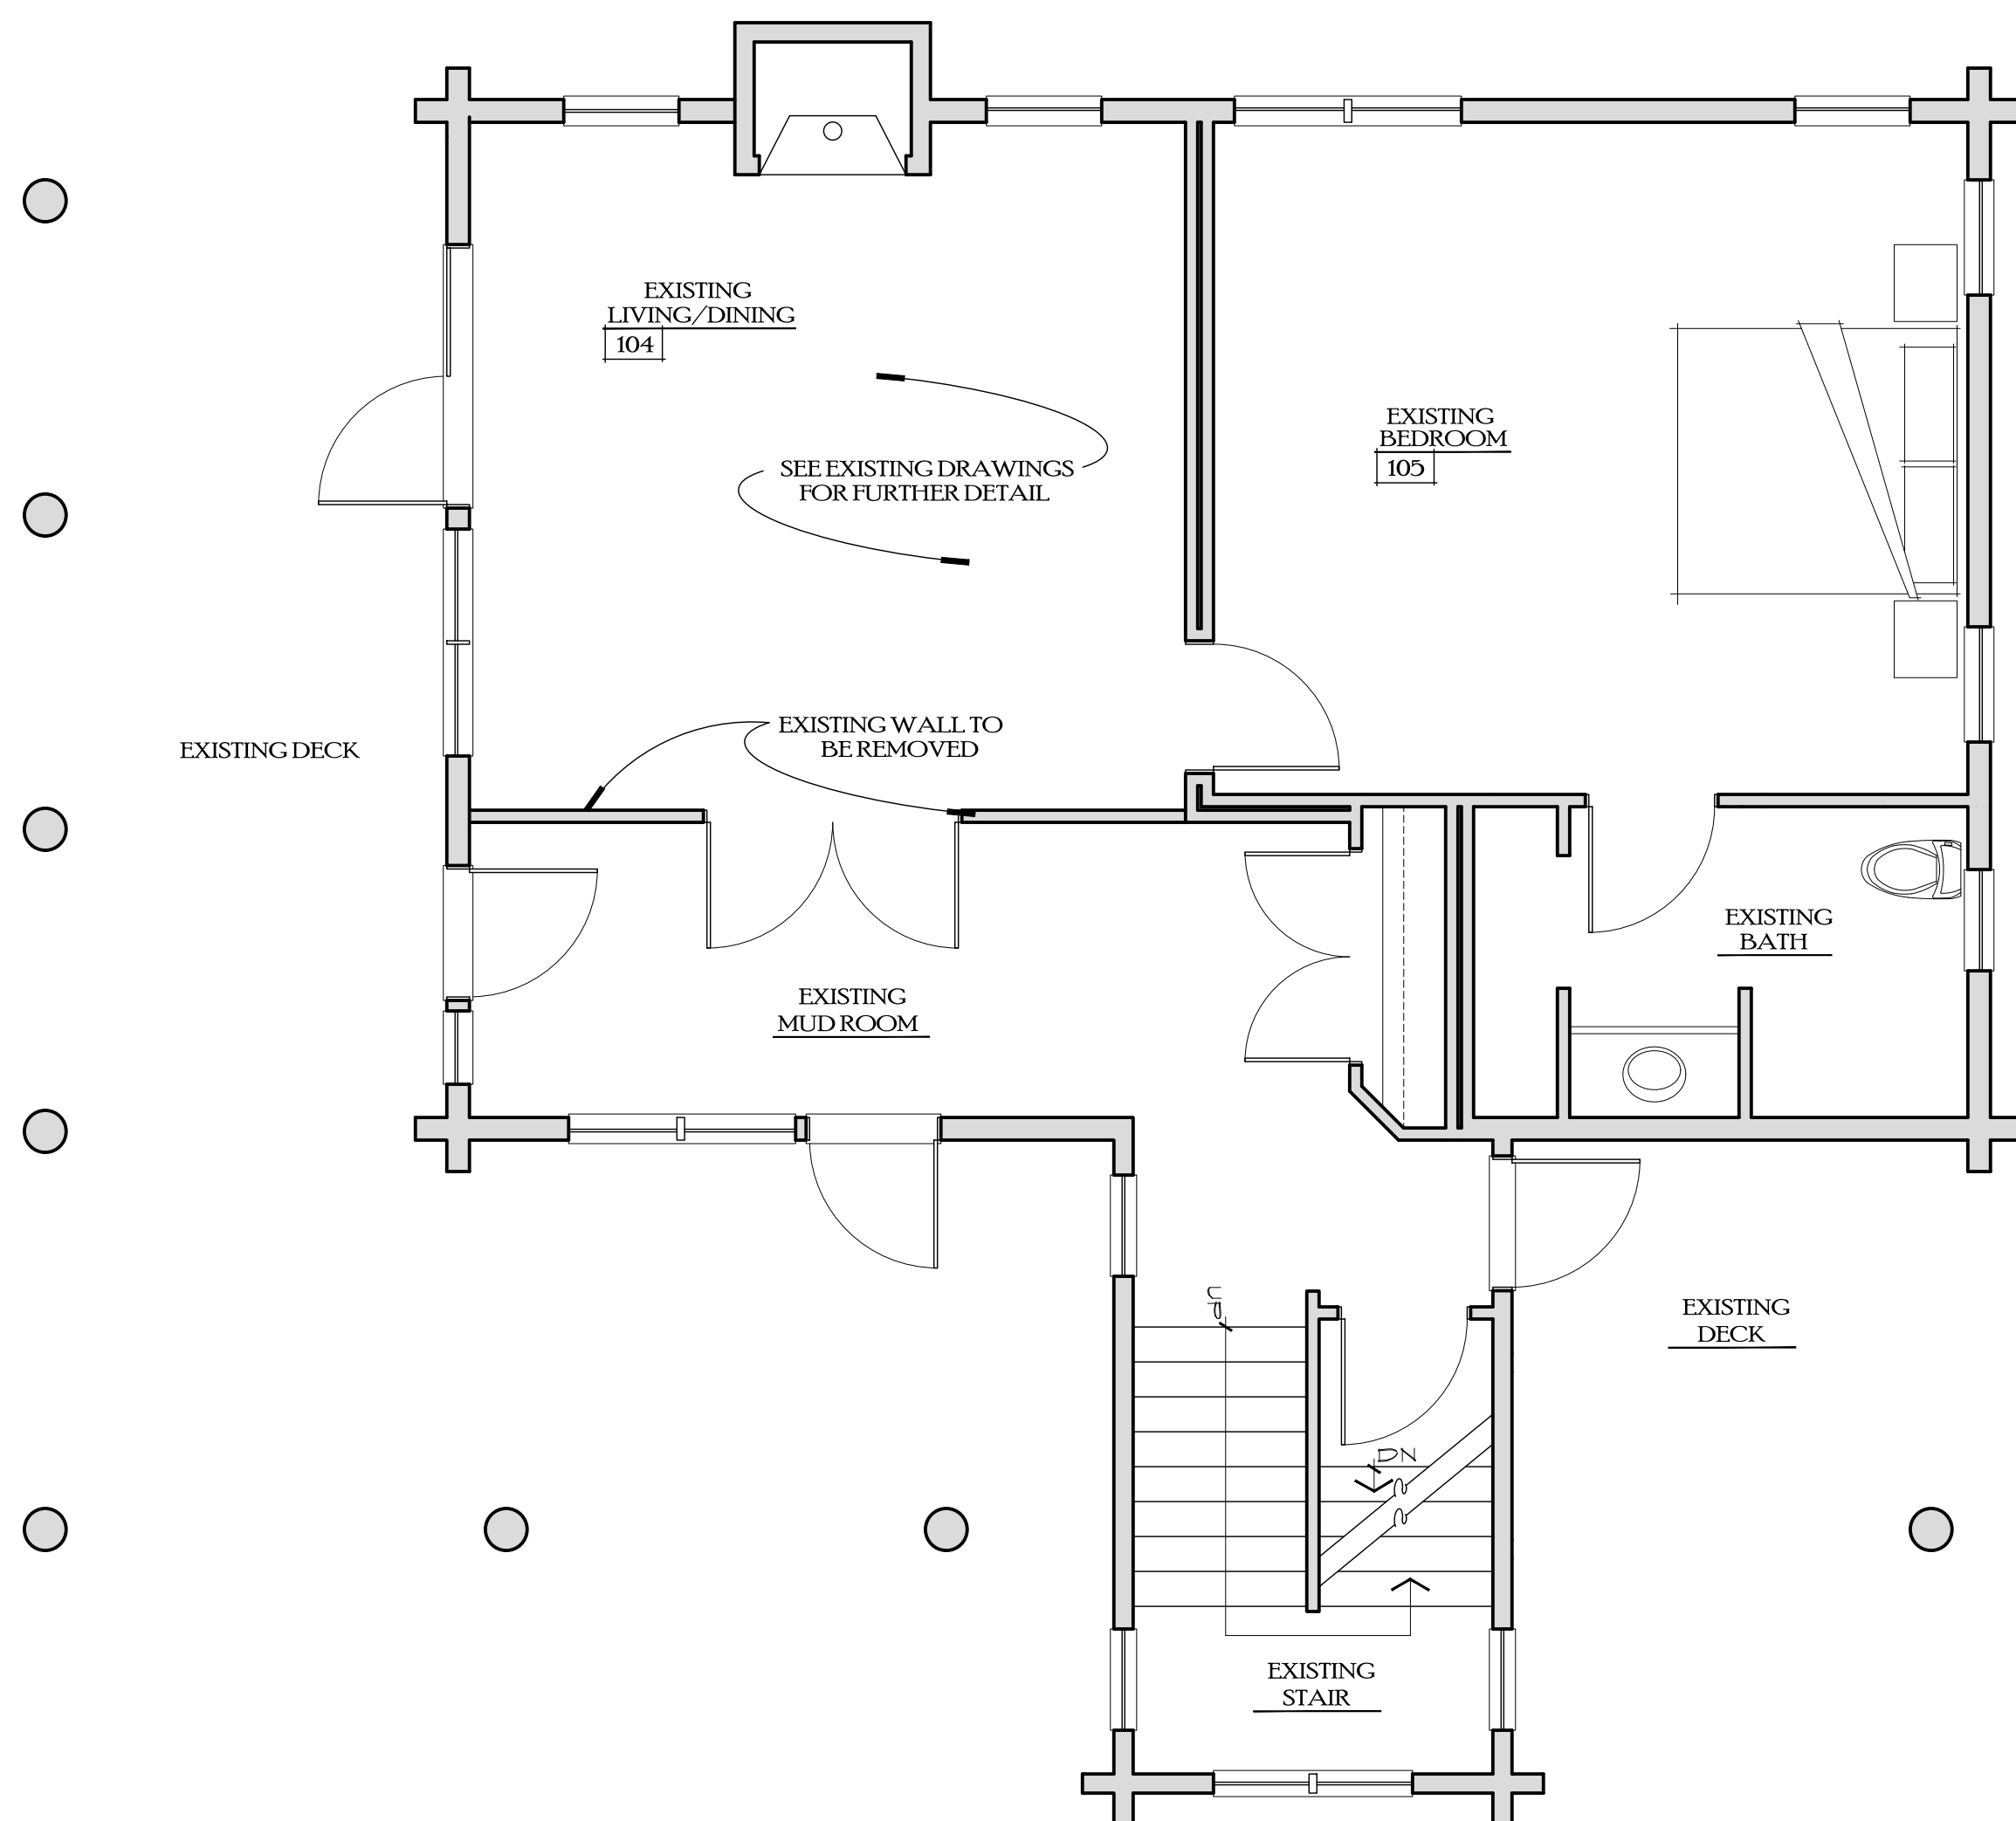 EXISTING
LIVING/DINING
104
EXISTING
BEDROOM
105
SEE EXISTING DRAWINGS
FOR FURTHER DETAIL
EXISTING WALL TO
BE REMOVED
EXISTING DECK
EXISTING
BATH
EXISTING
MUD ROOM
UP
EXISTING
DECK
DN
EXISTING
STAIR